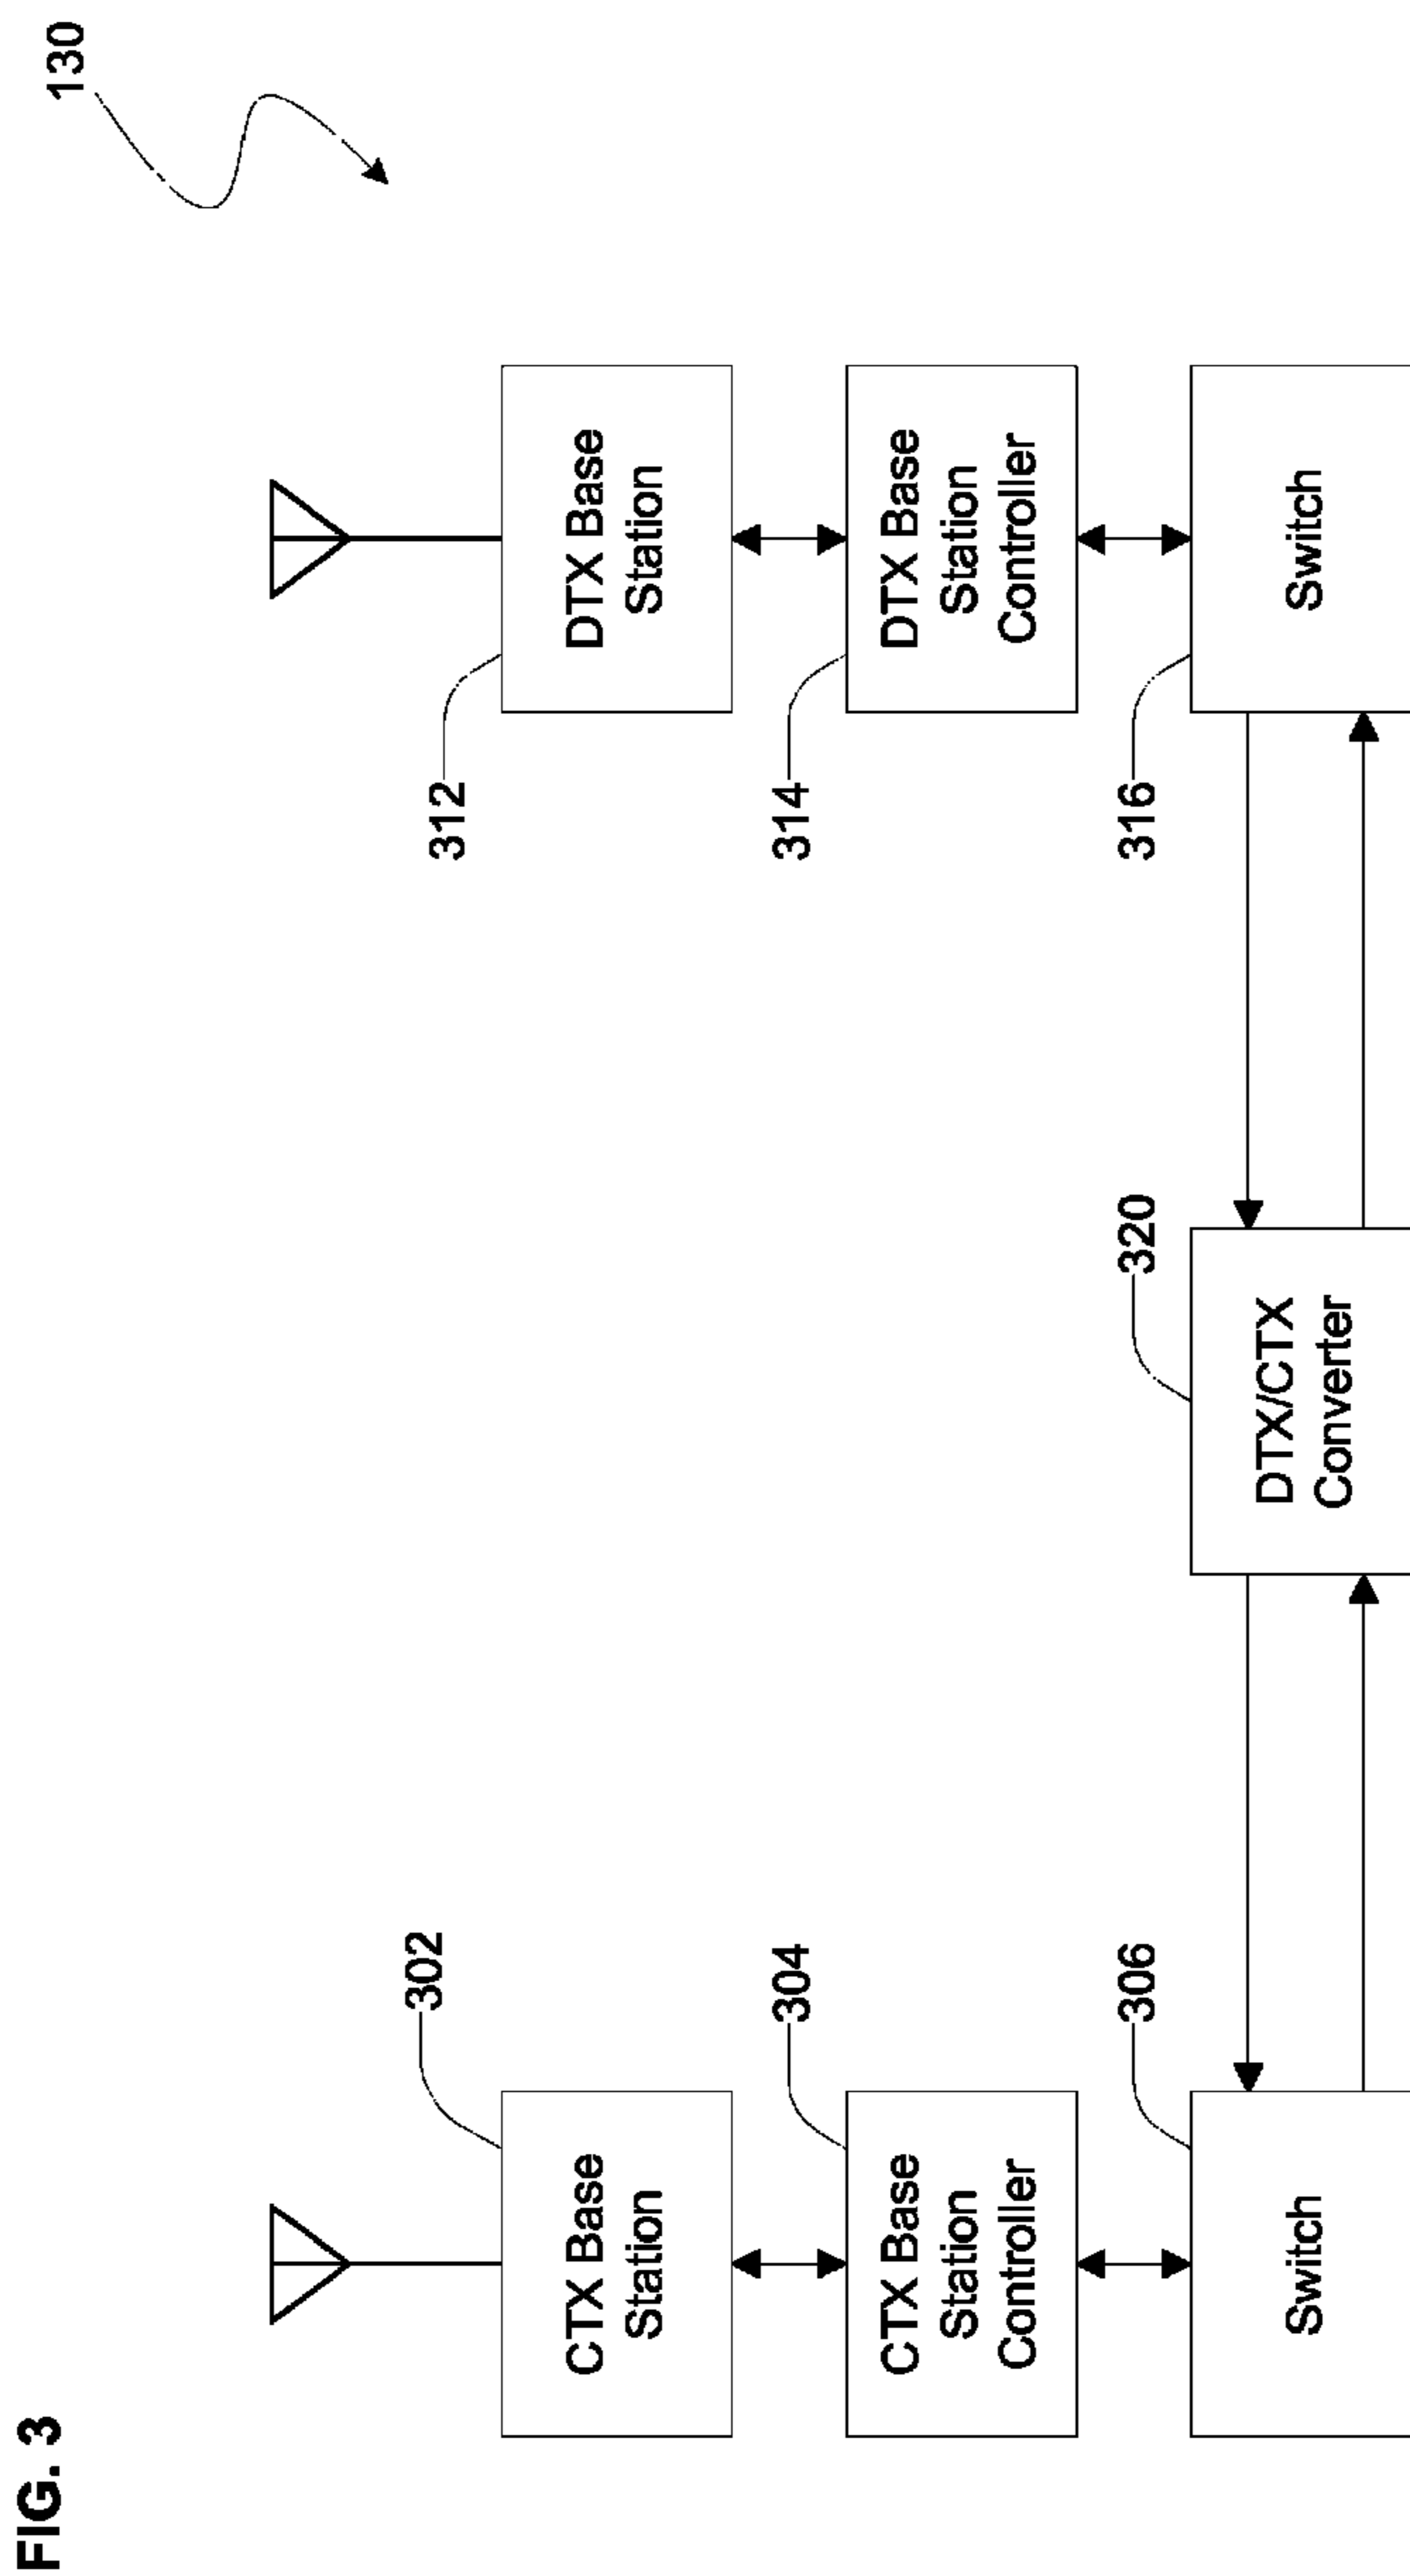 FIG. 3
130
302
CTX Base
Station
304
CTX Base
Station
Controller
306
Switch
320
DTX/CTX
Converter
312
DTX Base
Station
314
DTX Base
Station
Controller
316
Switch